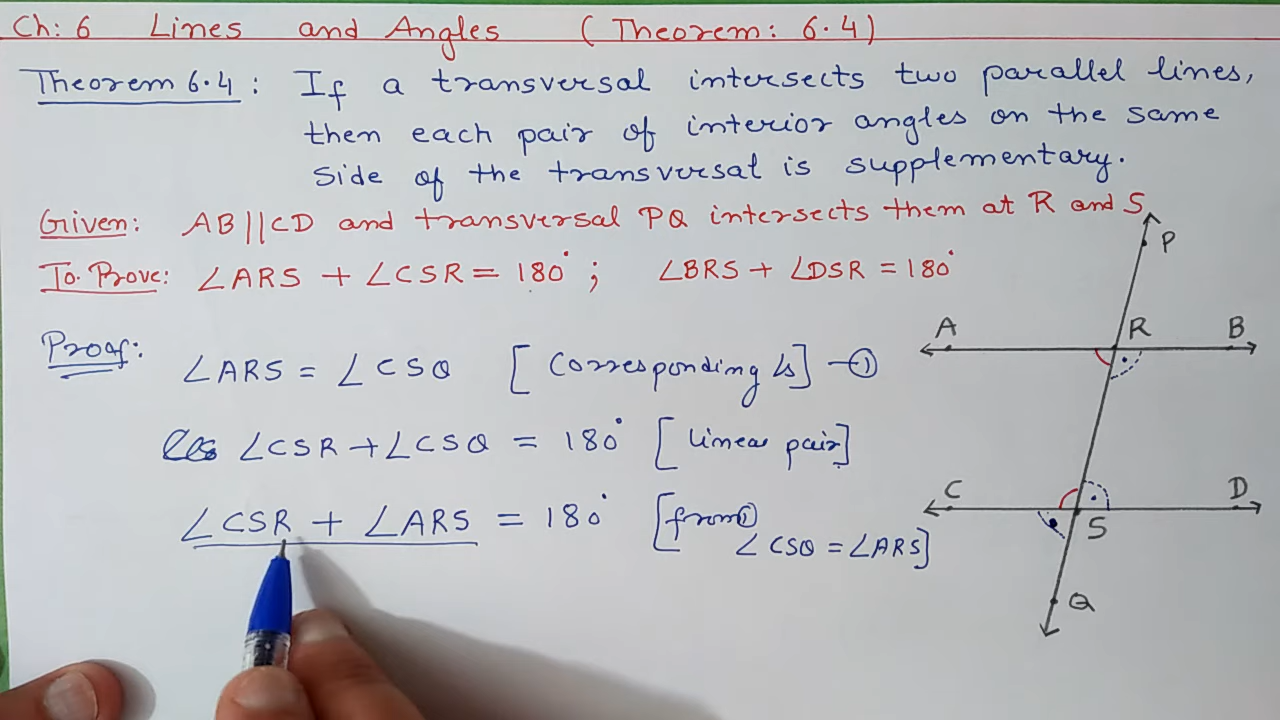 Ch: 6 Lines and Angles (Theorem: 6.4)
Theorem 6.4: If a transversal intersects two parallel lines,
then each pair of interior angles on the same
side of the transversal is supplementary.
Given: AB||CD and transversal PQ intersects them at R and S
To Prove: ∠ARS + ∠CSR = 180° ; ∠BRS + ∠DSR = 180°
Proof:
∠ARS = ∠CSQ [Corresponding ∠s] —①
∠CSR + ∠CSQ = 180° [linear pair]
∠CSR + ∠ARS = 180° [from ①
∠CSQ = ∠ARS]
P
A R B
C S D
Q